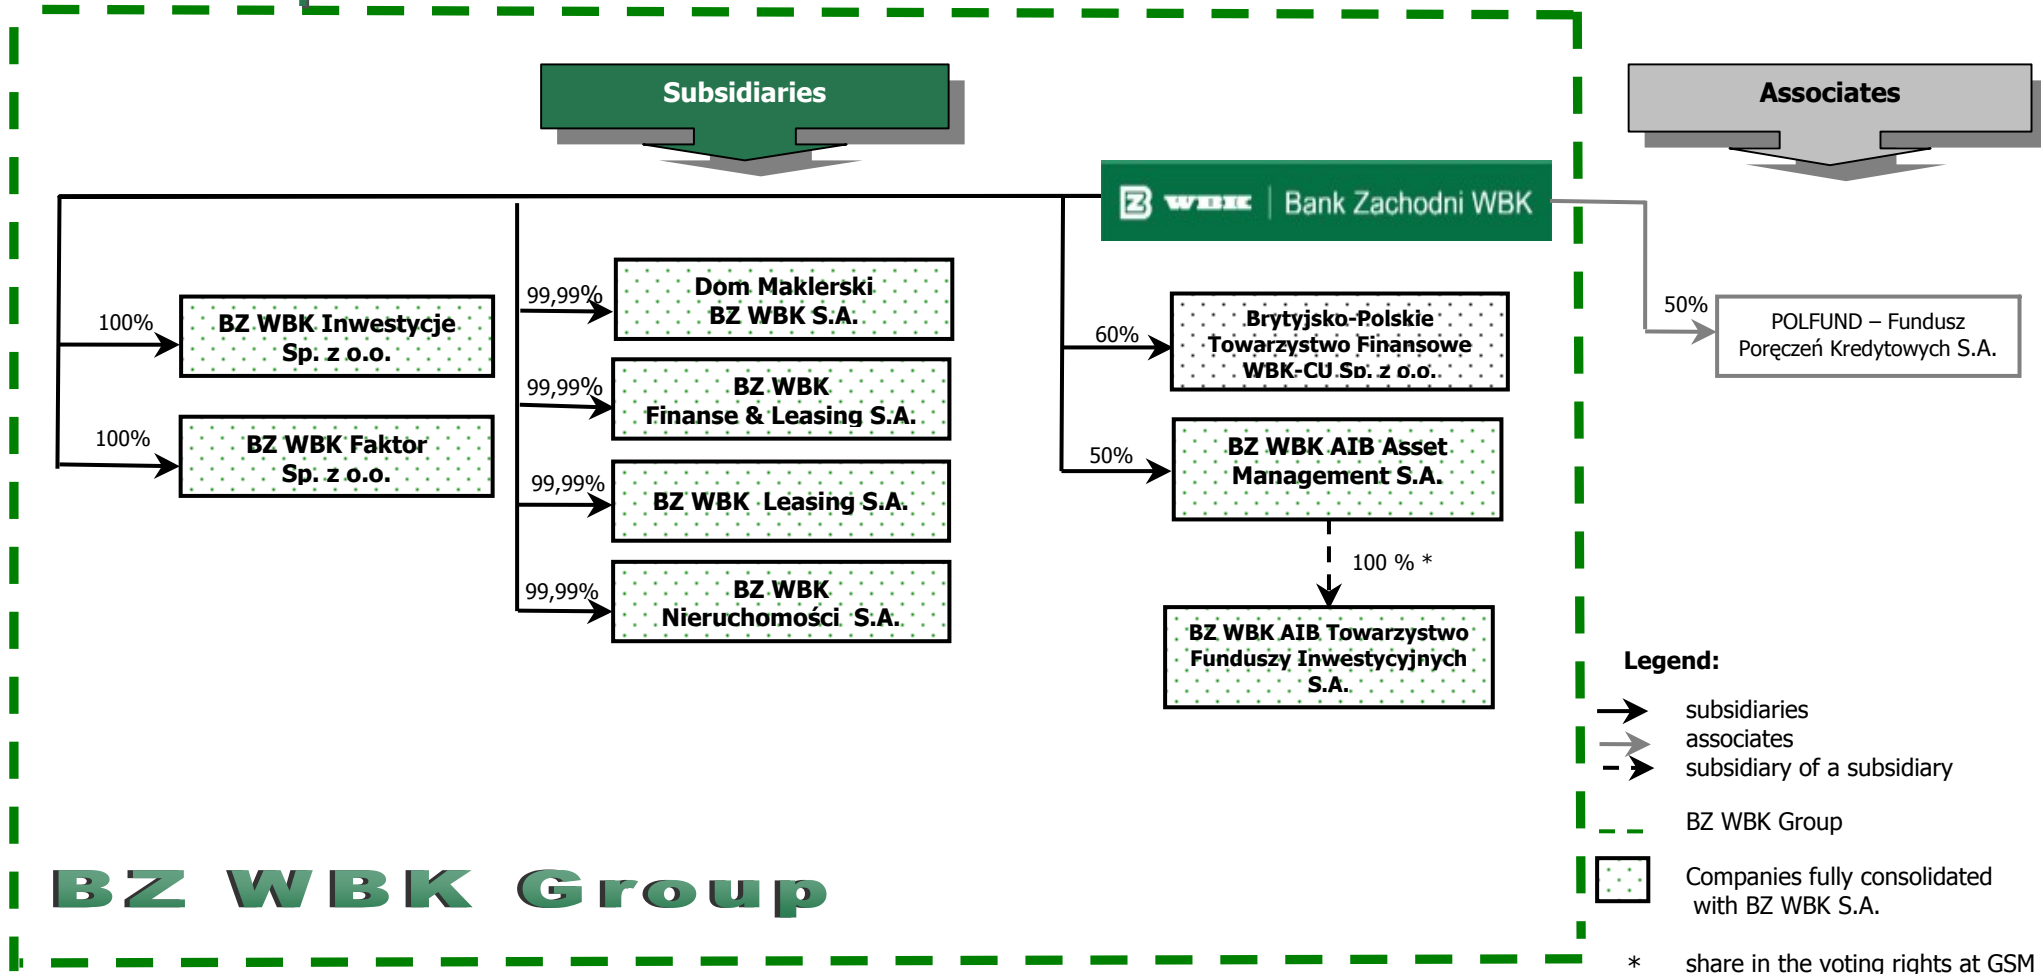 Subsidiaries
Associates
BZ WBK | Bank Zachodni WBK
100%
BZ WBK Inwestycje
Sp. z o.o.
100%
BZ WBK Faktor
Sp. z o.o.
99,99%
Dom Maklerski
BZ WBK S.A.
99,99%
BZ WBK
Finanse & Leasing S.A.
99,99%
BZ WBK Leasing S.A.
99,99%
BZ WBK
Nieruchomości S.A.
60%
Brytyjsko-Polskie
Towarzystwo Finansowe
WBK-CU Sp. z o.o.
50%
BZ WBK AIB Asset
Management S.A.
100 % *
BZ WBK AIB Towarzystwo
Funduszy Inwestycyjnych
S.A.
50%
POLFUND – Fundusz
Poręczeń Kredytowych S.A.
Legend:
subsidiaries
associates
subsidiary of a subsidiary
BZ WBK Group
Companies fully consolidated
with BZ WBK S.A.
* share in the voting rights at GSM
BZ WBK Group